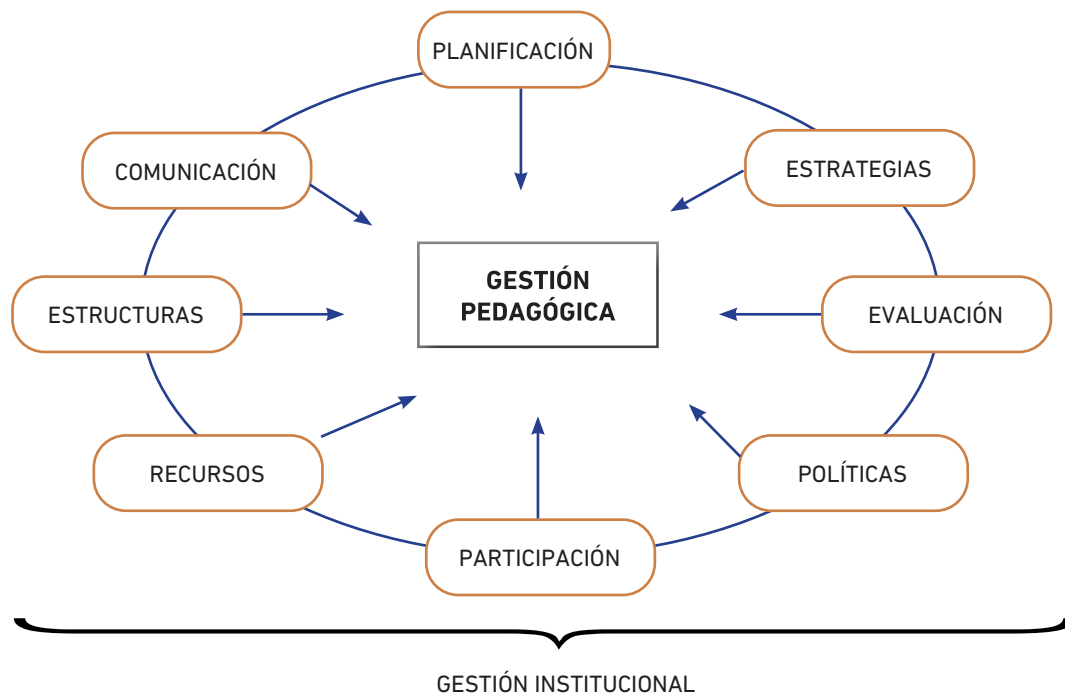 PLANIFICACIÓN
COMUNICACIÓN
ESTRATEGIAS
GESTIÓN
PEDAGÓGICA
ESTRUCTURAS
EVALUACIÓN
RECURSOS
POLÍTICAS
PARTICIPACIÓN
GESTIÓN INSTITUCIONAL